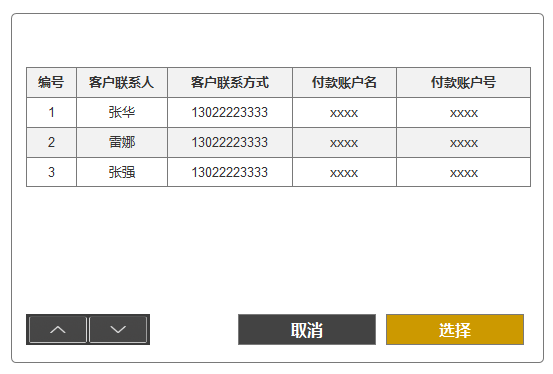 编号 客户联系人 客户联系方式 付款账户名 付款账户号
1 张华 13022223333 xxxx xxxx
2 雷娜 13022223333 xxxx xxxx
3 张强 13022223333 xxxx xxxx
取消 选择